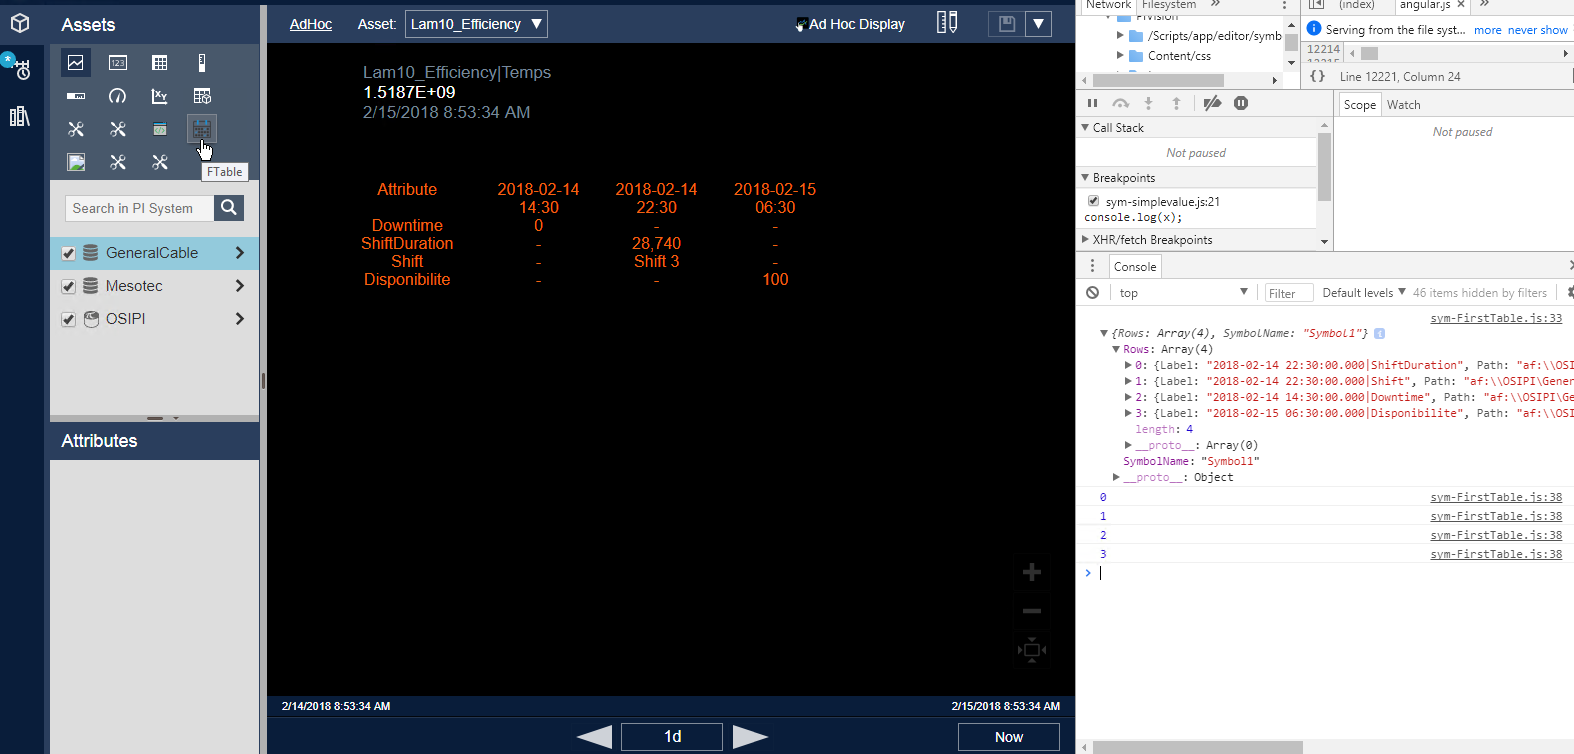 Assets
AdHoc Asset: Lam10_Efficiency ▼ Ad Hoc Display ▼
123
XY
FTable
Search in PI System
GeneralCable
Mesotec
OSIPI
Attributes
Lam10_Efficiency|Temps
1.5187E+09
2/15/2018 8:53:34 AM
Attribute 2018-02-14 14:30 2018-02-14 22:30 2018-02-15 06:30
Downtime 0 - -
ShiftDuration - 28,740 -
Shift - Shift 3 -
Disponibilite - - 100
2/14/2018 8:53:34 AM 2/15/2018 8:53:34 AM
1d Now
Network Filesystem »
/Scripts/app/editor/symb
Content/css
(index) angular.js × »
Serving from the file syst... more never show
12214
{} Line 12221, Column 24
Call Stack
Not paused
Breakpoints
sym-simplevalue.js:21
console.log(x);
XHR/fetch Breakpoints
Scope Watch
Not paused
Console
top ▼ Filter Default levels ▼ 46 items hidden by filters
sym-FirstTable.js:33
▼{Rows: Array(4), SymbolName: "Symbol1"} i
▼Rows: Array(4)
▶0: {Label: "2018-02-14 22:30:00.000|ShiftDuration", Path: "af:\\OSI
▶1: {Label: "2018-02-14 22:30:00.000|Shift", Path: "af:\\OSIPI\Gener
▶2: {Label: "2018-02-14 14:30:00.000|Downtime", Path: "af:\\OSIPI\Ge
▶3: {Label: "2018-02-15 06:30:00.000|Disponibilite", Path: "af:\\OSI
length: 4
▶__proto__: Array(0)
SymbolName: "Symbol1"
▶__proto__: Object
0 sym-FirstTable.js:38
1 sym-FirstTable.js:38
2 sym-FirstTable.js:38
3 sym-FirstTable.js:38